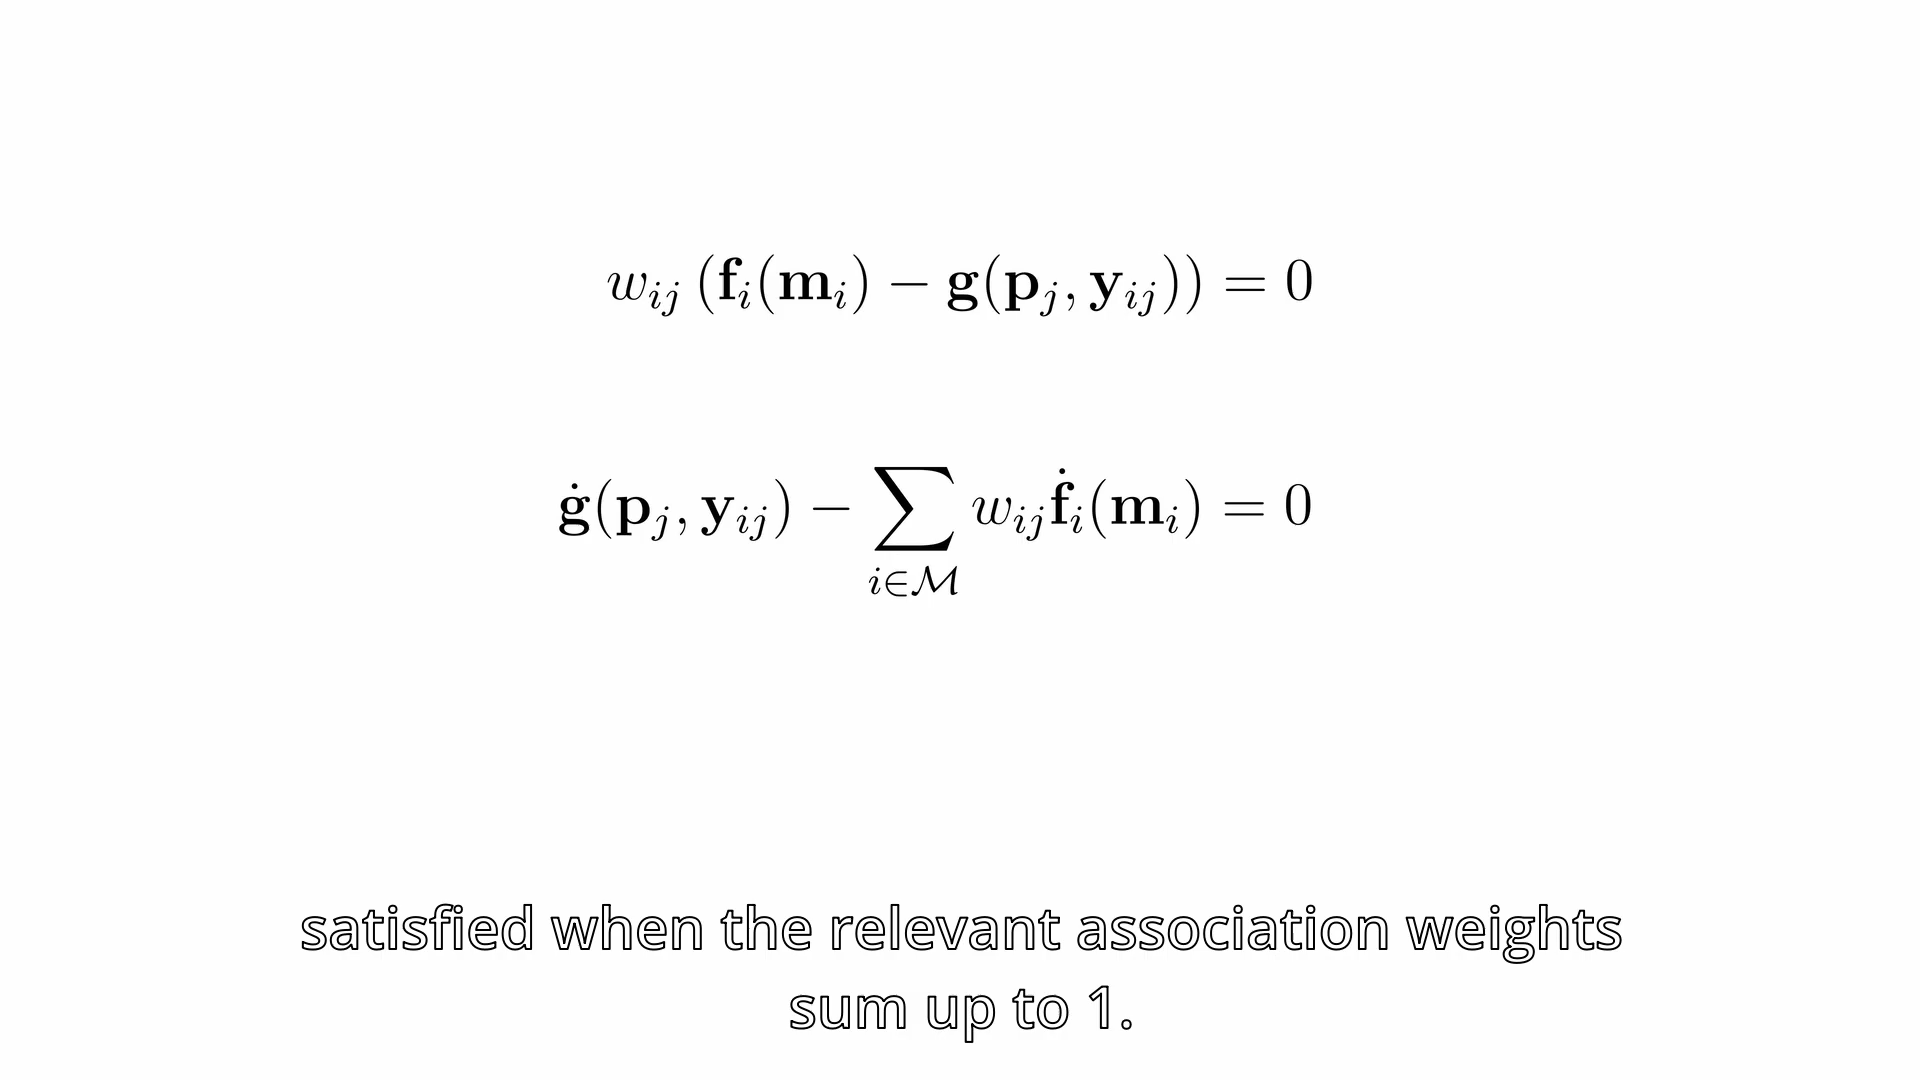 w_{ij} (f_i(m_i) − g(p_j, y_{ij})) = 0
ġ(p_j, y_{ij}) − ∑_{i∈ℳ} w_{ij} ḟ_i(m_i) = 0
satisfied when the relevant association weights
sum up to 1.